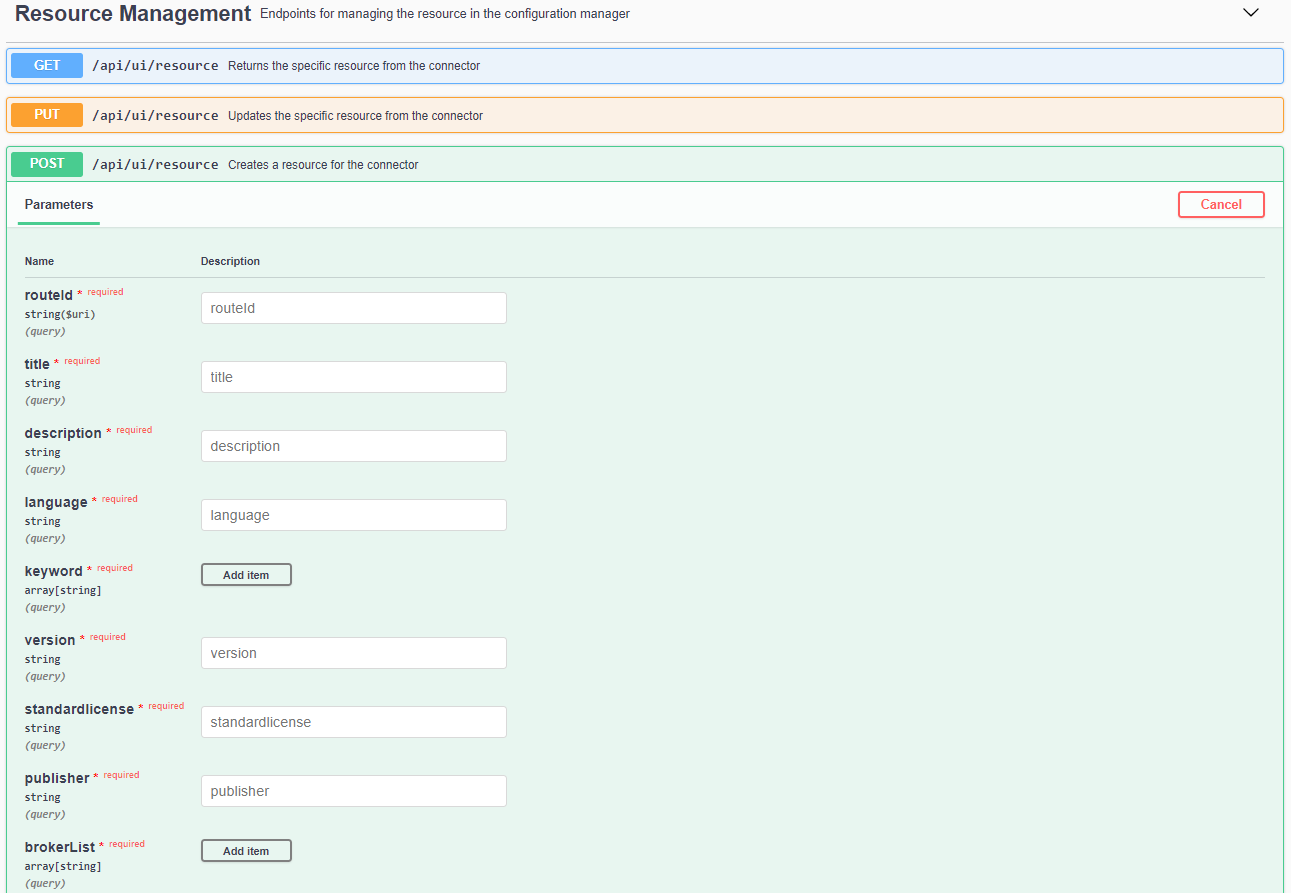 Resource Management Endpoints for managing the resource in the configuration manager
GET /api/ui/resource Returns the specific resource from the connector
PUT /api/ui/resource Updates the specific resource from the connector
POST /api/ui/resource Creates a resource for the connector
Parameters Cancel
Name Description
routeId * required
string($uri)
(query)
routeId
title * required
string
(query)
title
description * required
string
(query)
description
language * required
string
(query)
language
keyword * required
array[string]
(query)
Add item
version * required
string
(query)
version
standardlicense * required
string
(query)
standardlicense
publisher * required
string
(query)
publisher
brokerList * required
array[string]
(query)
Add item